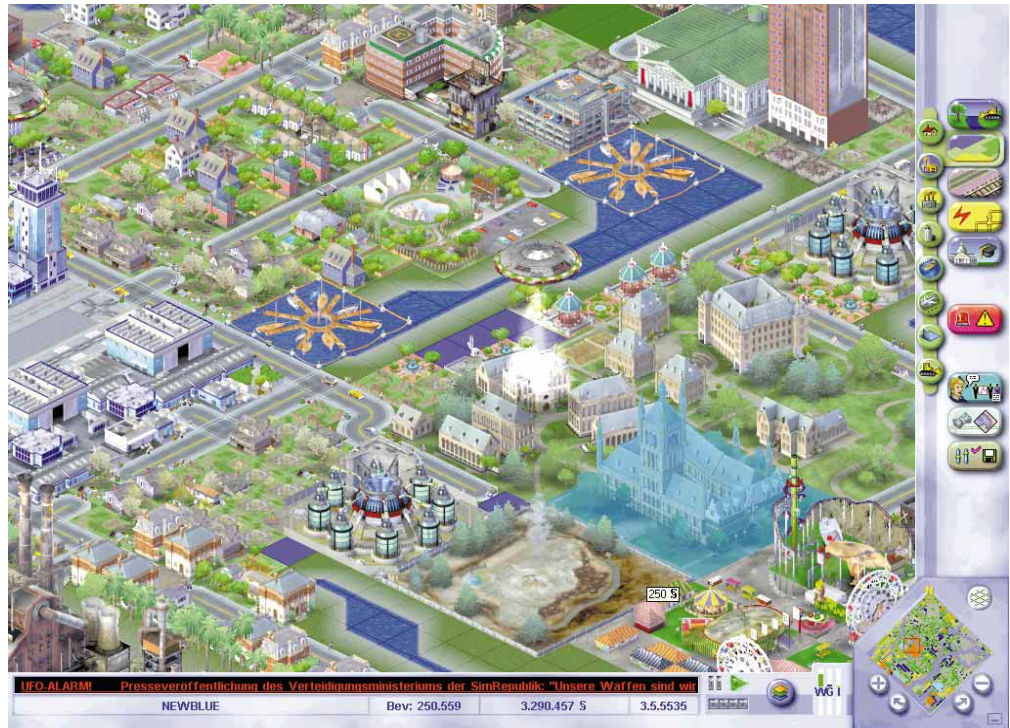 250 $
UFO-ALARM! Presseveröffentlichung des Verteidigungsministeriums der SimRepublik: "Unsere Waffen sind wir
NEWBLUE Bev: 250.559 3.290.457 $ 3.5.5535
WG I